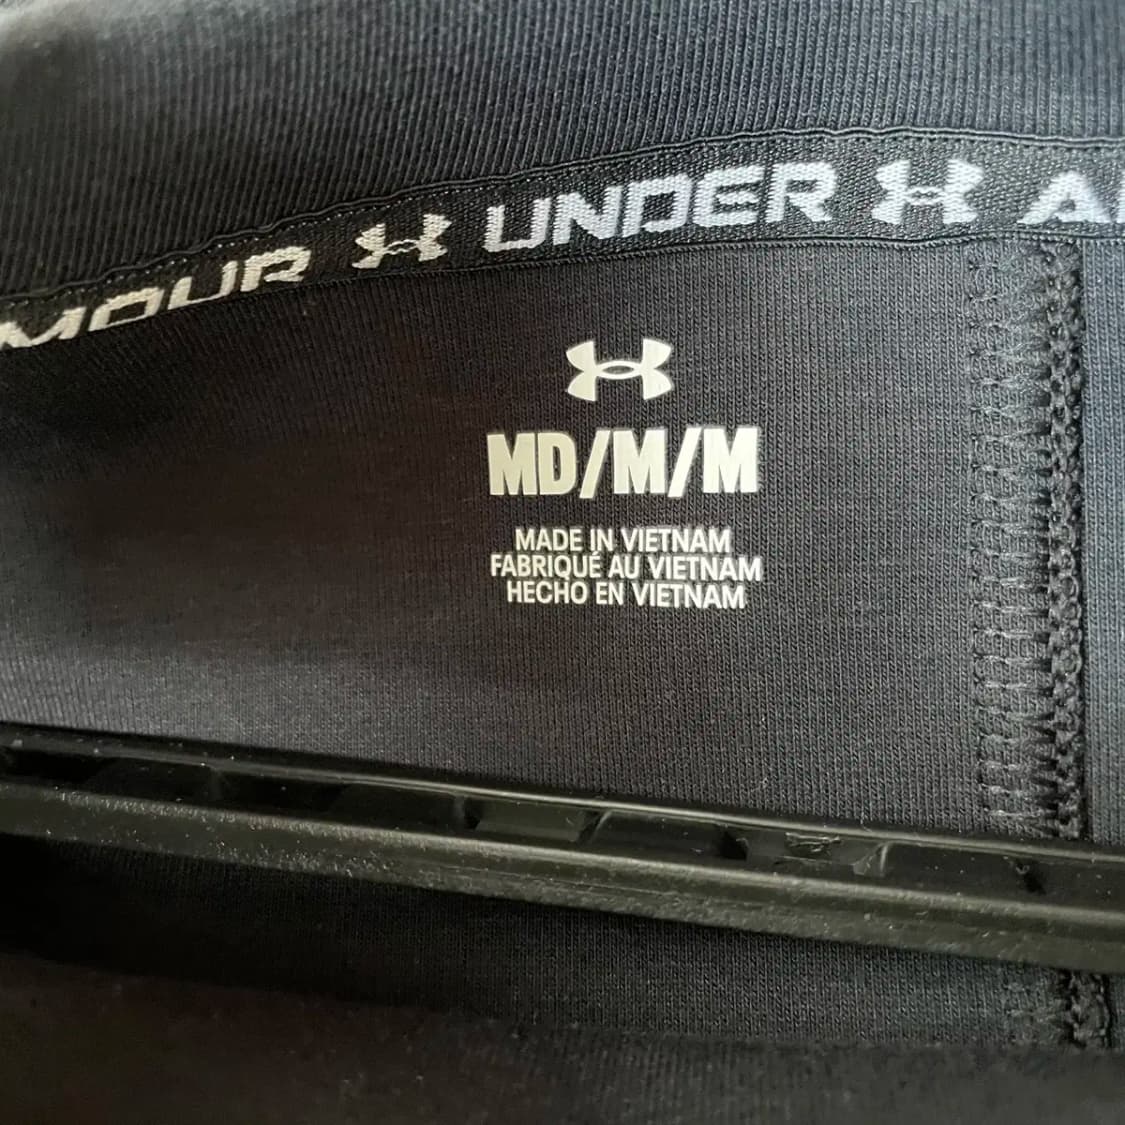 MOUR UNDER A
MD/M/M
MADE IN VIETNAM
FABRIQUÉ AU VIETNAM
HECHO EN VIETNAM